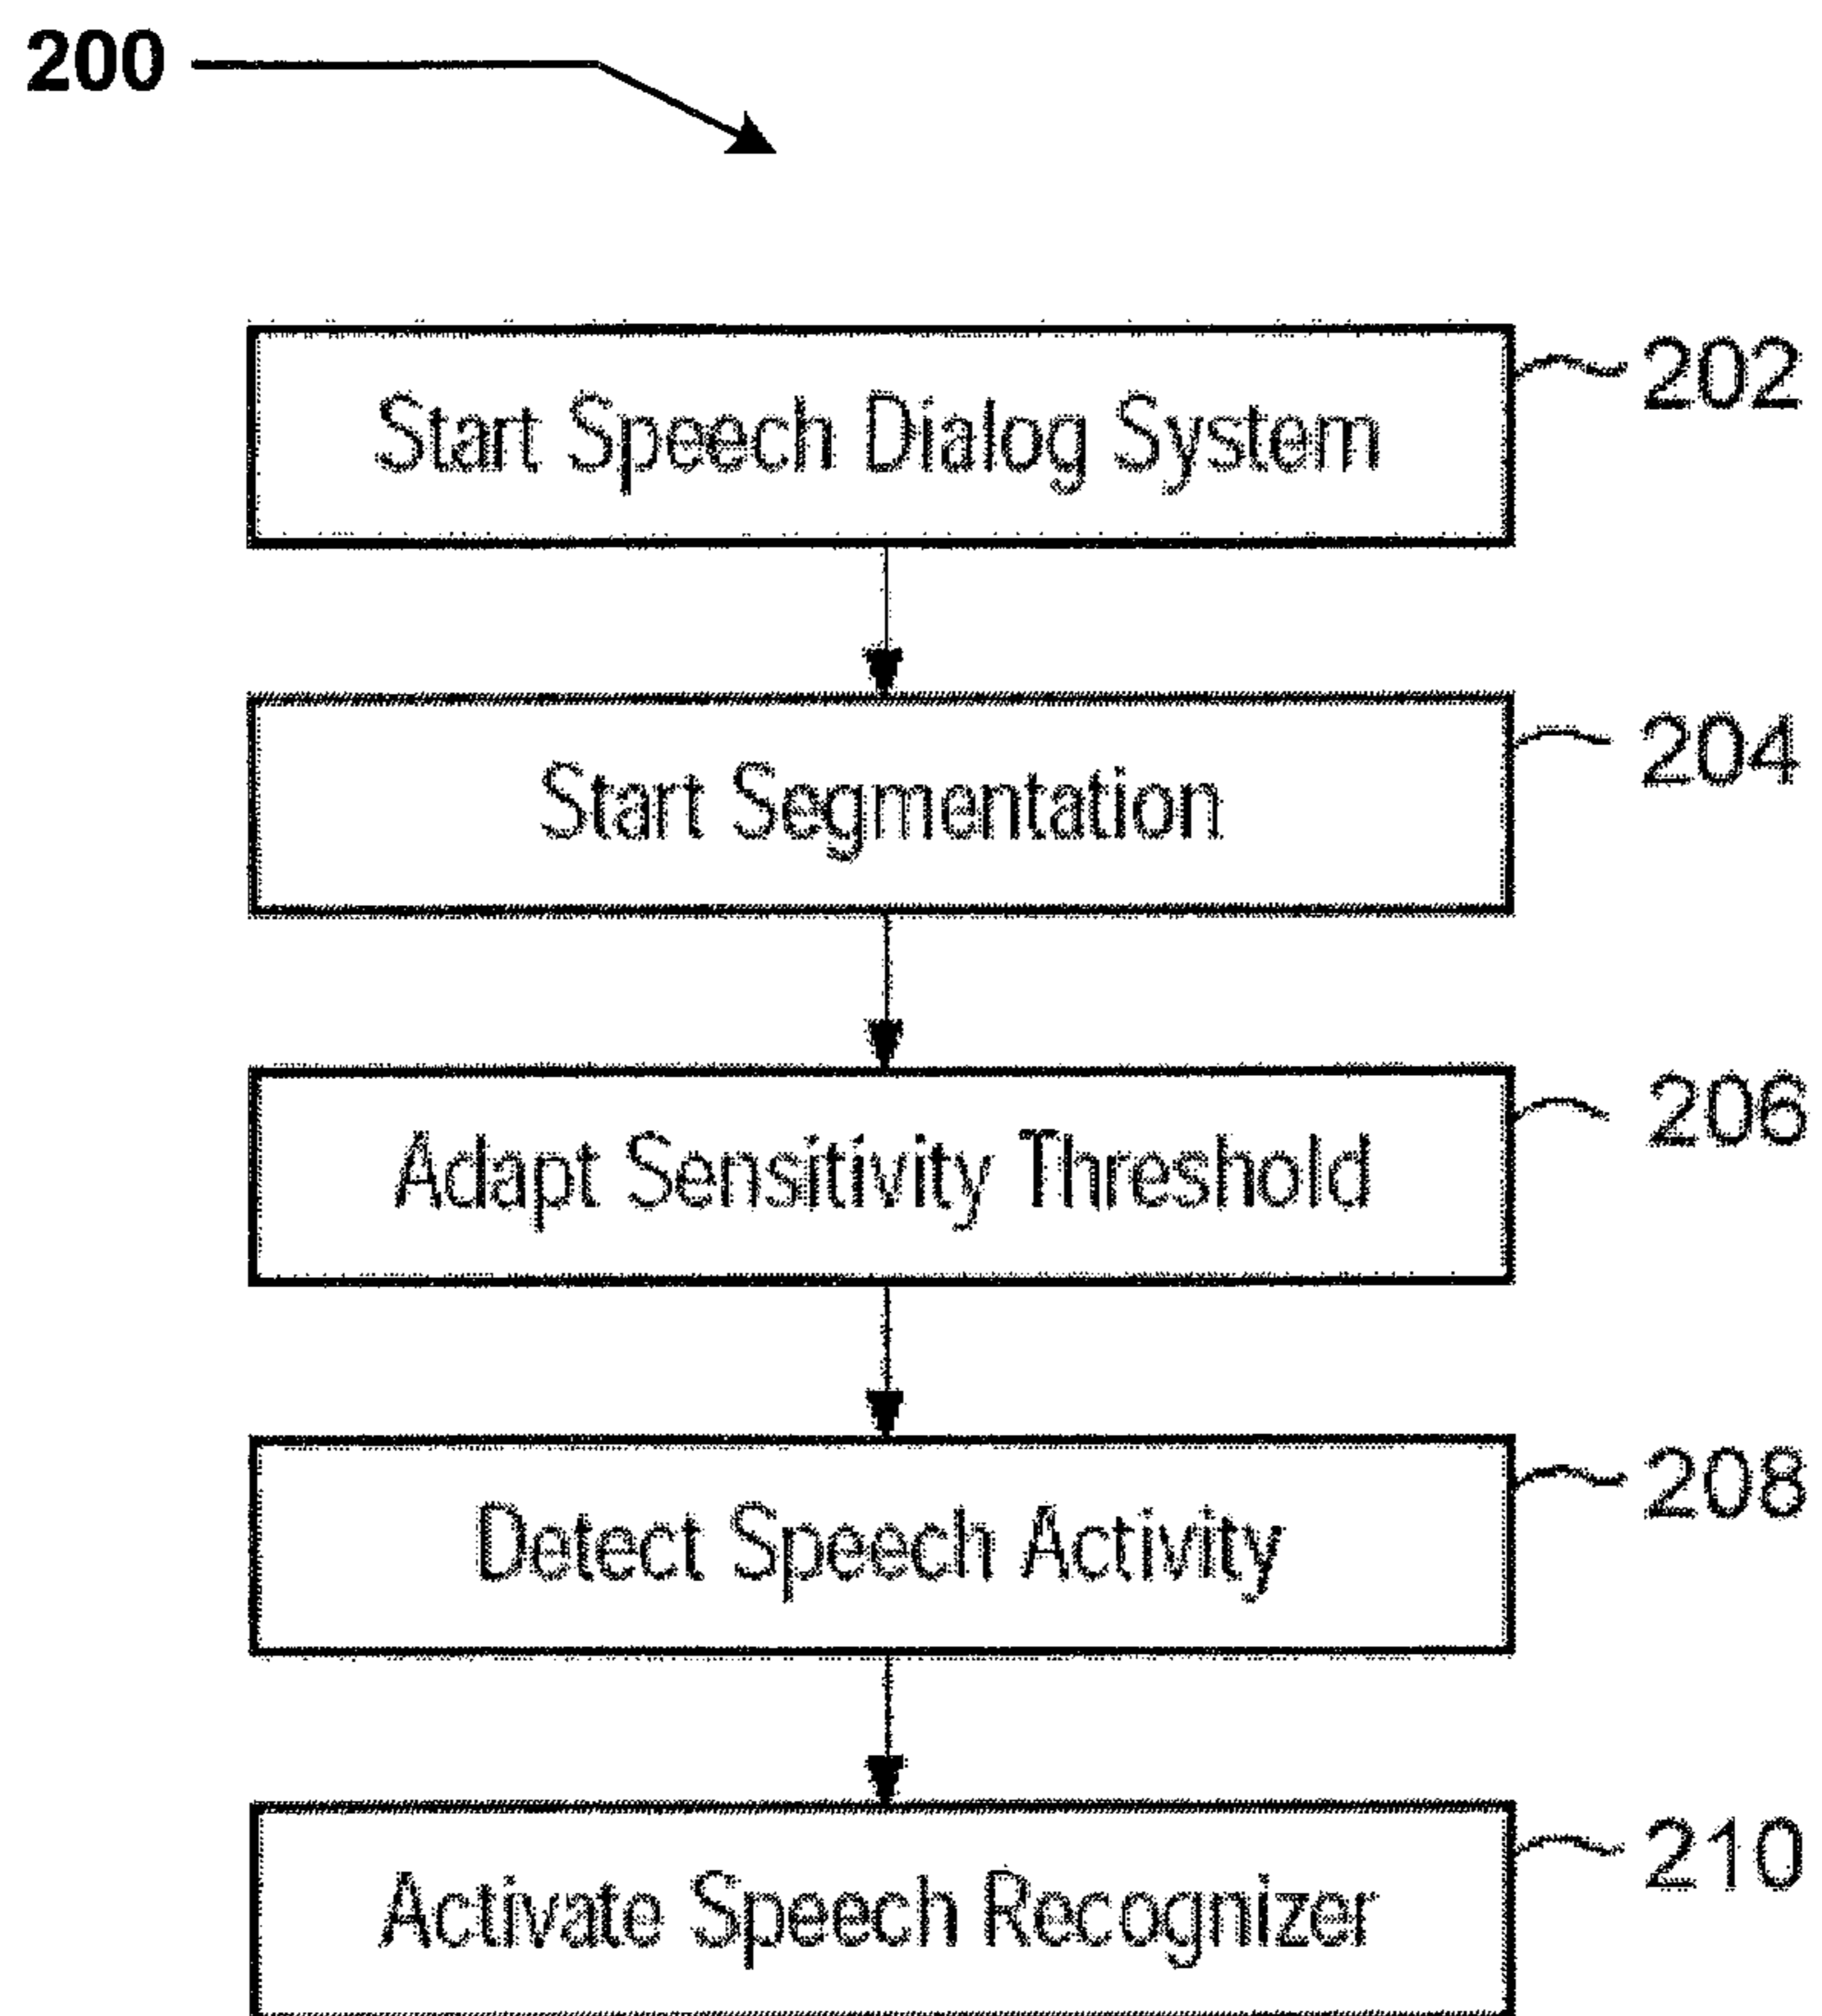 200
Start Speech Dialog System
202
Start Segmentation
204
Adapt Sensitivity Threshold
206
Detect Speech Activity
208
Activate Speech Recognizer
210